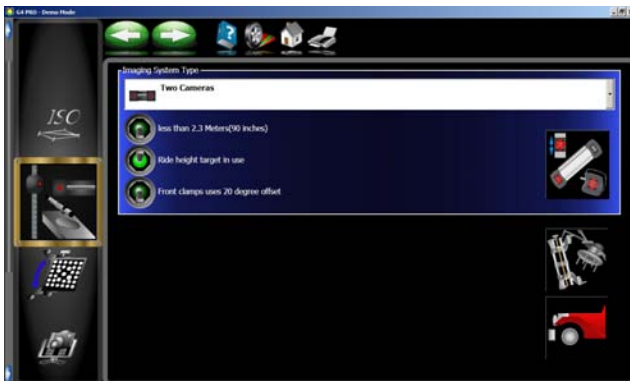 G4 PRO - Demo Mode
Imaging System Type
Two Cameras
ISO
less than 2.3 Meters(90 inches)
Ride height target in use
Front clamps uses 20 degree offset